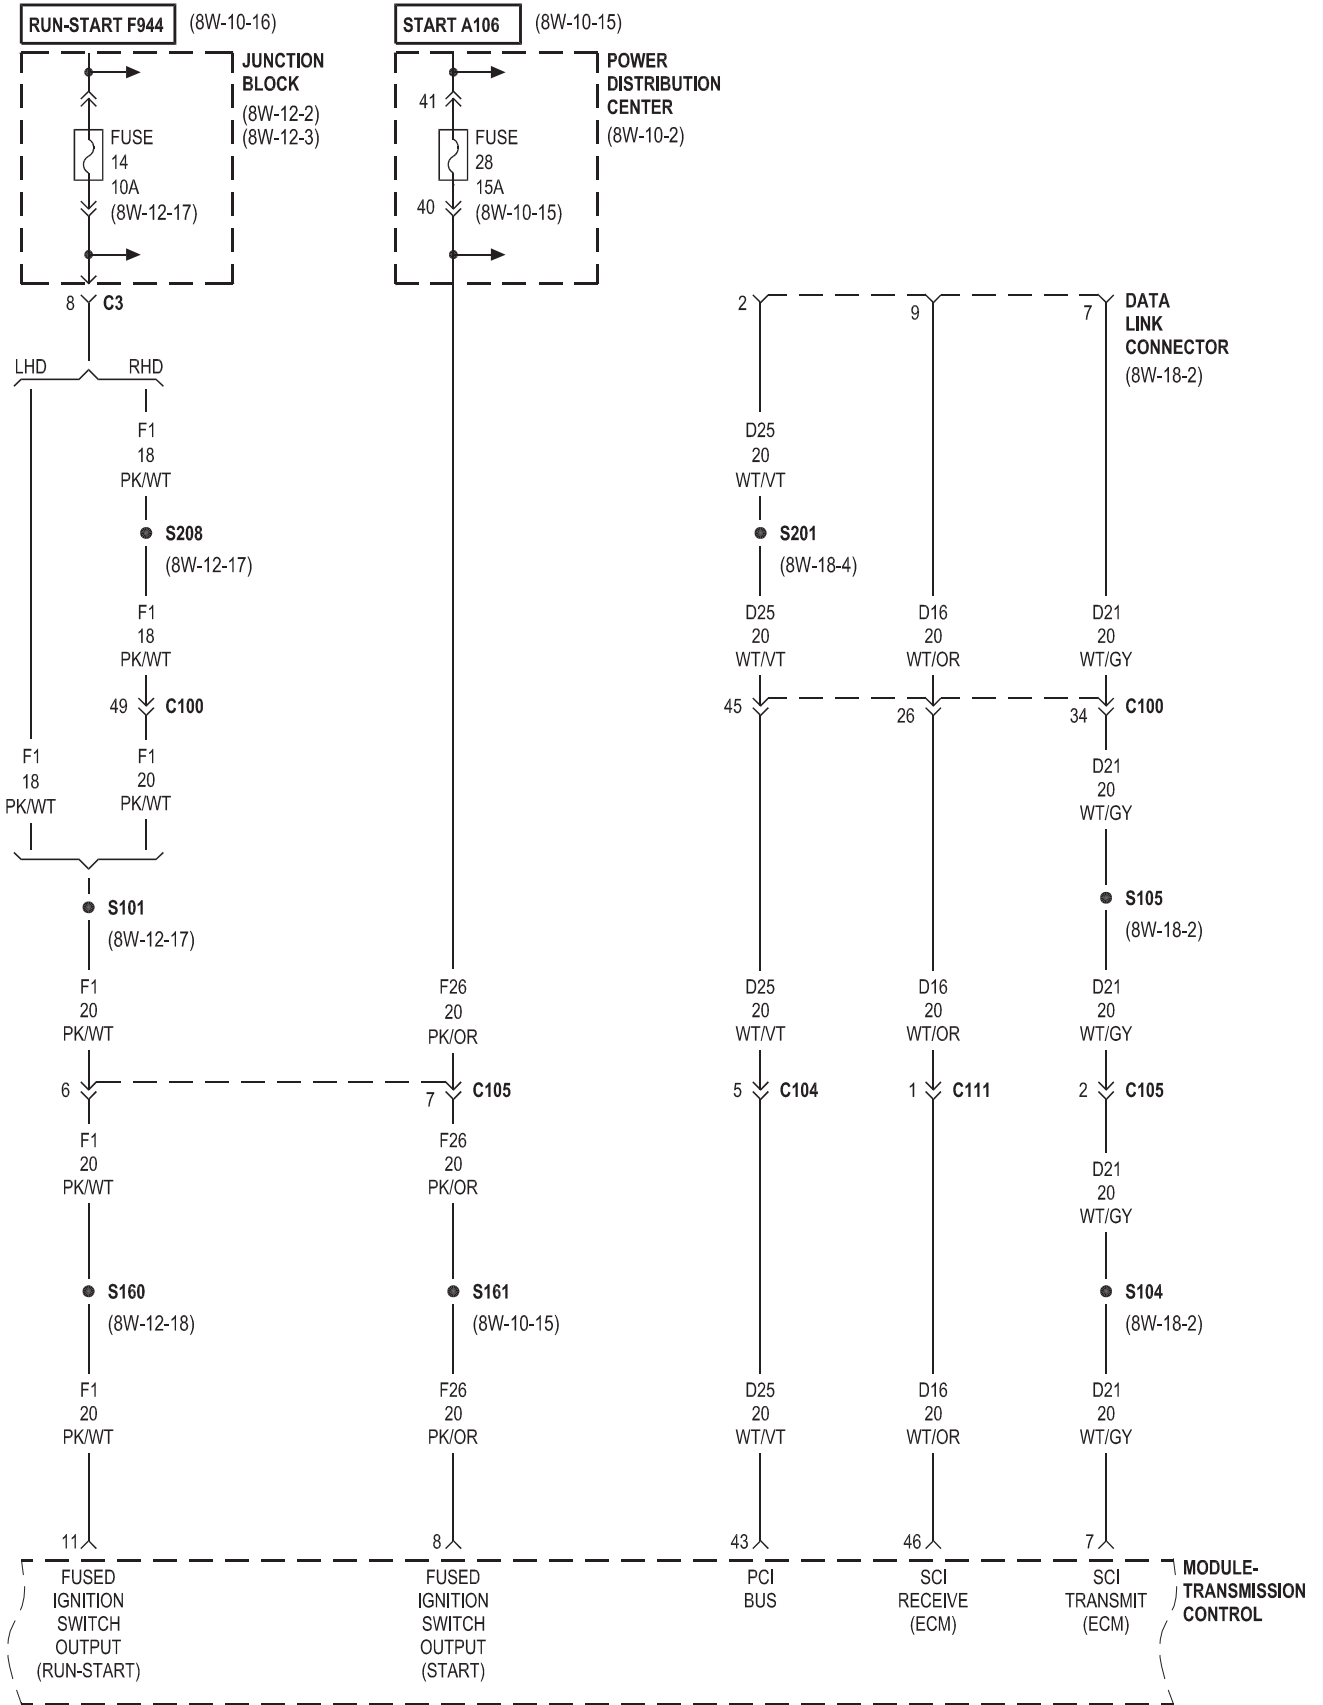 RUN-START F944 (8W-10-16)
START A106 (8W-10-15)
JUNCTION
BLOCK
(8W-12-2)
(8W-12-3)
FUSE
14
10A
(8W-12-17)
8 C3
POWER
DISTRIBUTION
CENTER
(8W-10-2)
41
FUSE
28
15A
40
(8W-10-15)
2
9
7
DATA
LINK
CONNECTOR
(8W-18-2)
LHD RHD
F1
18
PK/WT
S208
(8W-12-17)
F1
18
PK/WT
49 C100
F1
18
PK/WT
F1
20
PK/WT
D25
20
WT/VT
S201
(8W-18-4)
D25
20
WT/VT
D16
20
WT/OR
D21
20
WT/GY
45
26
34
C100
D21
20
WT/GY
S101
(8W-12-17)
S105
(8W-18-2)
F1
20
PK/WT
F26
20
PK/OR
D25
20
WT/VT
D16
20
WT/OR
D21
20
WT/GY
6
7 C105
5 C104
1 C111
2 C105
F1
20
PK/WT
F26
20
PK/OR
D21
20
WT/GY
S160
(8W-12-18)
S161
(8W-10-15)
S104
(8W-18-2)
F1
20
PK/WT
F26
20
PK/OR
D25
20
WT/VT
D16
20
WT/OR
D21
20
WT/GY
11
8
43
46
7
FUSED
IGNITION
SWITCH
OUTPUT
(RUN-START)
FUSED
IGNITION
SWITCH
OUTPUT
(START)
PCI
BUS
SCI
RECEIVE
(ECM)
SCI
TRANSMIT
(ECM)
MODULE-
TRANSMISSION
CONTROL